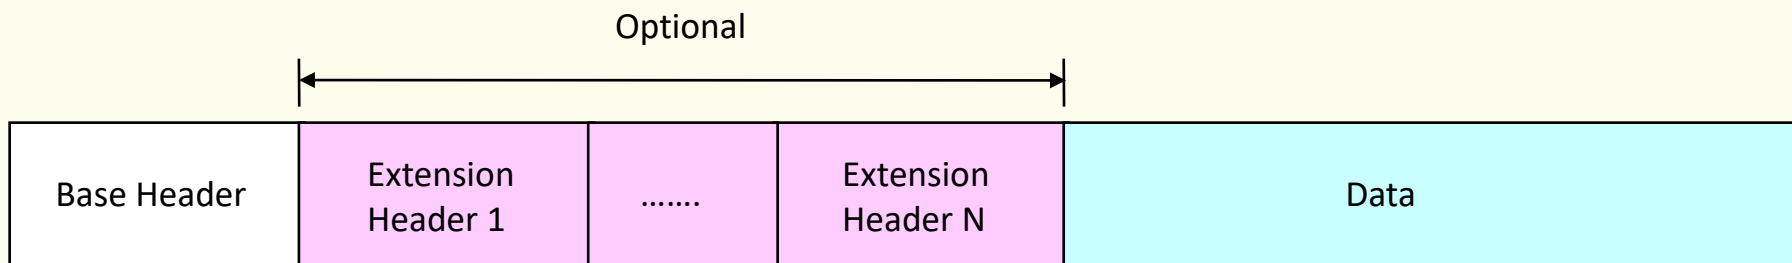 Optional
Base Header
Extension
Header 1
.......
Extension
Header N
Data